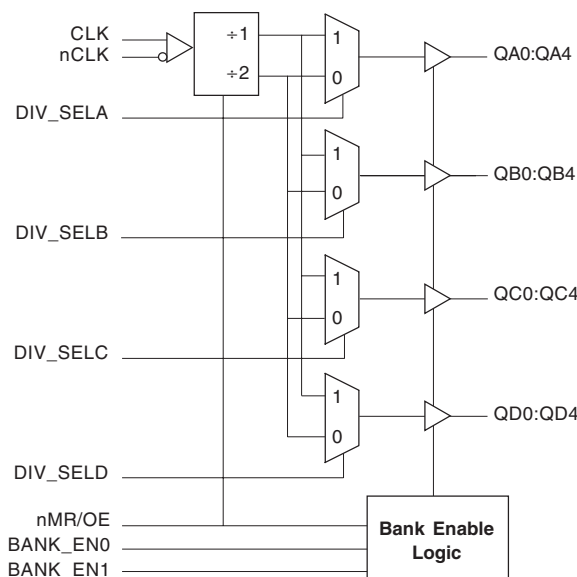 CLK
nCLK
÷1
÷2
1
0
QA0:QA4
DIV_SELA
1
0
QB0:QB4
DIV_SELB
1
0
QC0:QC4
DIV_SELC
1
0
QD0:QD4
DIV_SELD
nMR/OE
BANK_EN0
BANK_EN1
Bank Enable
Logic